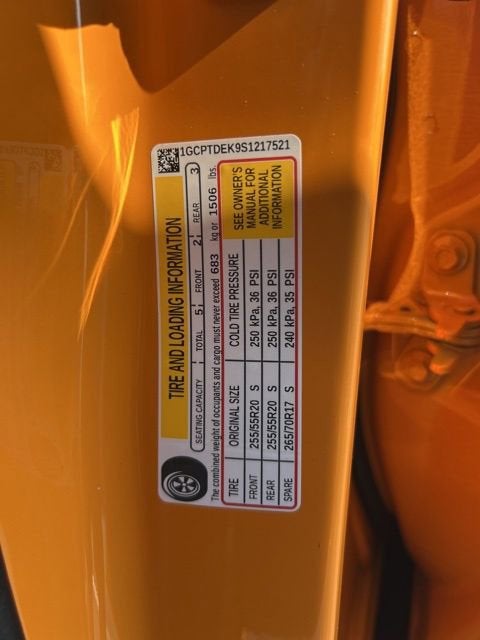 1GCPTDEK9S1217521
TIRE AND LOADING INFORMATION
SEATING CAPACITY TOTAL 5 FRONT 2 REAR 3
The combined weight of occupants and cargo must never exceed 683 kg or 1506 lbs.
TIRE ORIGINAL SIZE COLD TIRE PRESSURE
FRONT 255/55R20 S 250 kPa, 36 PSI
REAR 255/55R20 S 250 kPa, 36 PSI
SPARE 265/70R17 S 240 kPa, 35 PSI
SEE OWNER'S
MANUAL FOR
ADDITIONAL
INFORMATION